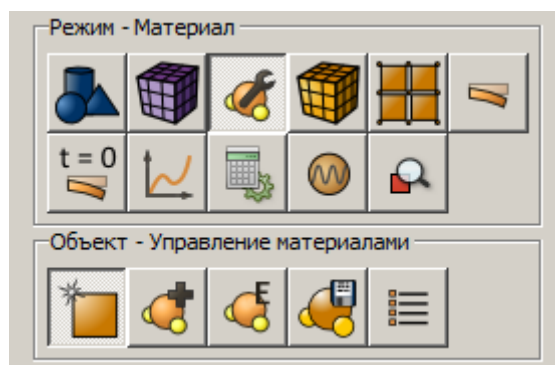 Режим - Материал
t = 0
Объект - Управление материалами
E